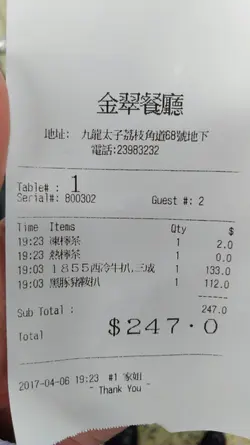 金翠餐廳
地址: 九龍太子荔枝角道68號地下
電話:23983232
Table# : 1
Serial#: 800302 Guest #: 2
Time Items Qty $
19:23 凍檸茶 1 2.0
19:23 熱檸茶 1 0.0
19:03 1855西冷牛扒,三成 1 133.0
19:03 黑豚豬鞍扒 1 112.0
Sub Total : 247.0
Total $247.0
2017-04-06 19:23 #1 家姐
~ Thank You ~